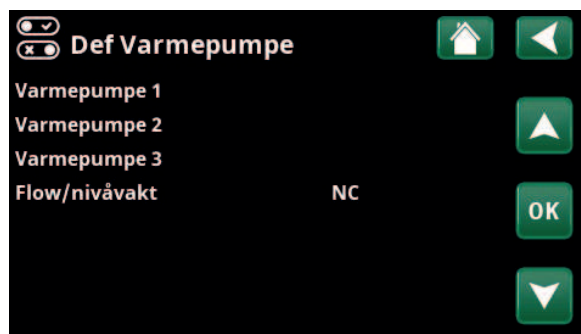 Def Varmepumpe
Varmepumpe 1
Varmepumpe 2
Varmepumpe 3
Flow/nivåvakt NC
OK